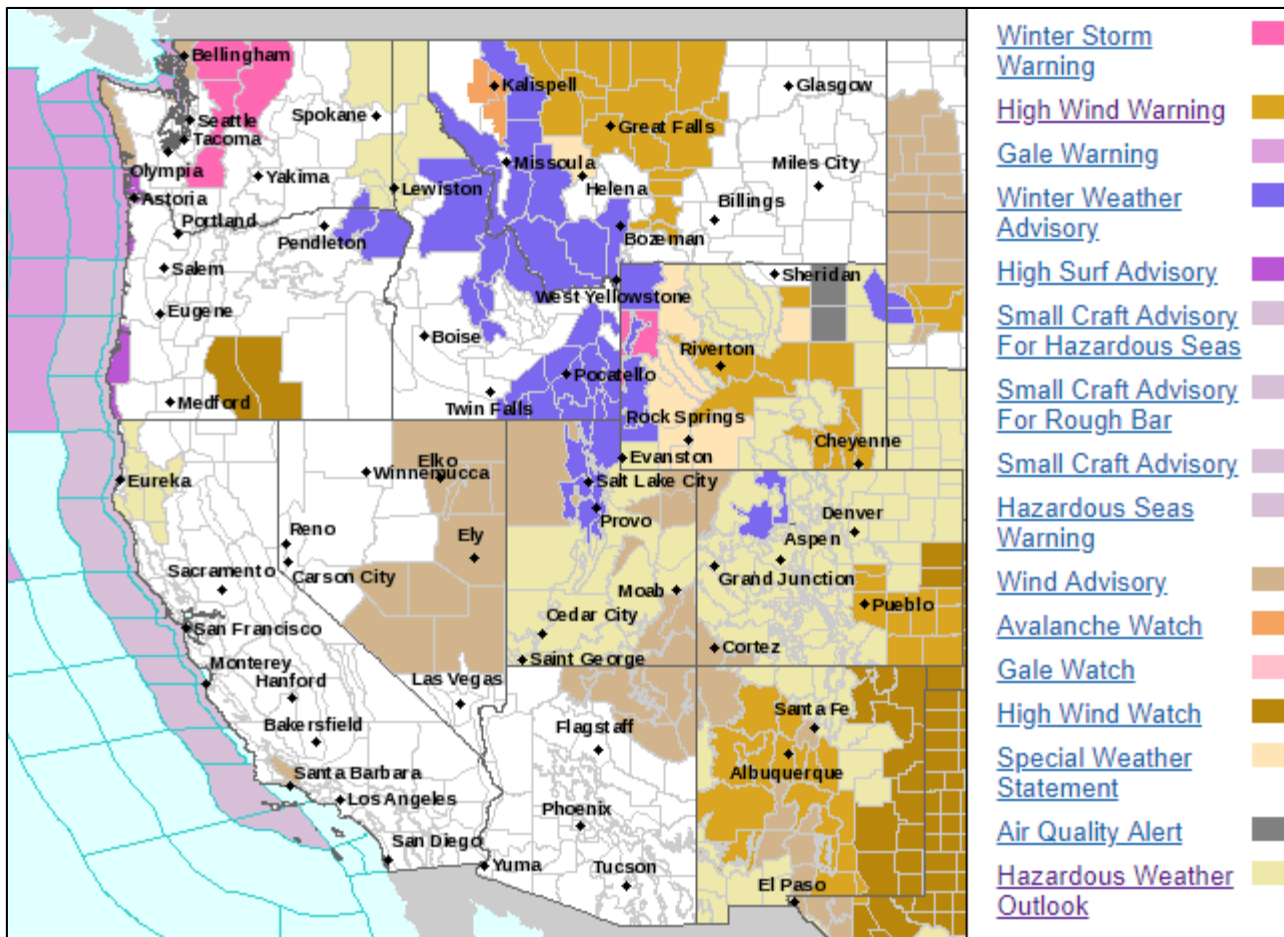 Bellingham
Kalispell
Glasgow
Spokane
Seattle
Great Falls
Tacoma
Olympia
Missoula
Miles City
Yakima
Lewiston
Helena
Astoria
Billings
Portland
Pendleton
Bozeman
Salem
Sheridan
West Yellowstone
Eugene
Boise
Riverton
Pocatello
Medford
Twin Falls
Rock Springs
Cheyenne
Elko
Evanston
Eureka
Winnemucca
Salt Lake City
Provo
Denver
Reno
Ely
Aspen
Sacramento
Carson City
Grand Junction
Moab
Pueblo
Cedar City
San Francisco
Cortez
Saint George
Monterey
Hanford
Las Vegas
Santa Fe
Bakersfield
Flagstaff
Albuquerque
Santa Barbara
Los Angeles
Phoenix
San Diego
Yuma
Tucson
El Paso
Winter Storm
Warning
High Wind Warning
Gale Warning
Winter Weather
Advisory
High Surf Advisory
Small Craft Advisory
For Hazardous Seas
Small Craft Advisory
For Rough Bar
Small Craft Advisory
Hazardous Seas
Warning
Wind Advisory
Avalanche Watch
Gale Watch
High Wind Watch
Special Weather
Statement
Air Quality Alert
Hazardous Weather
Outlook